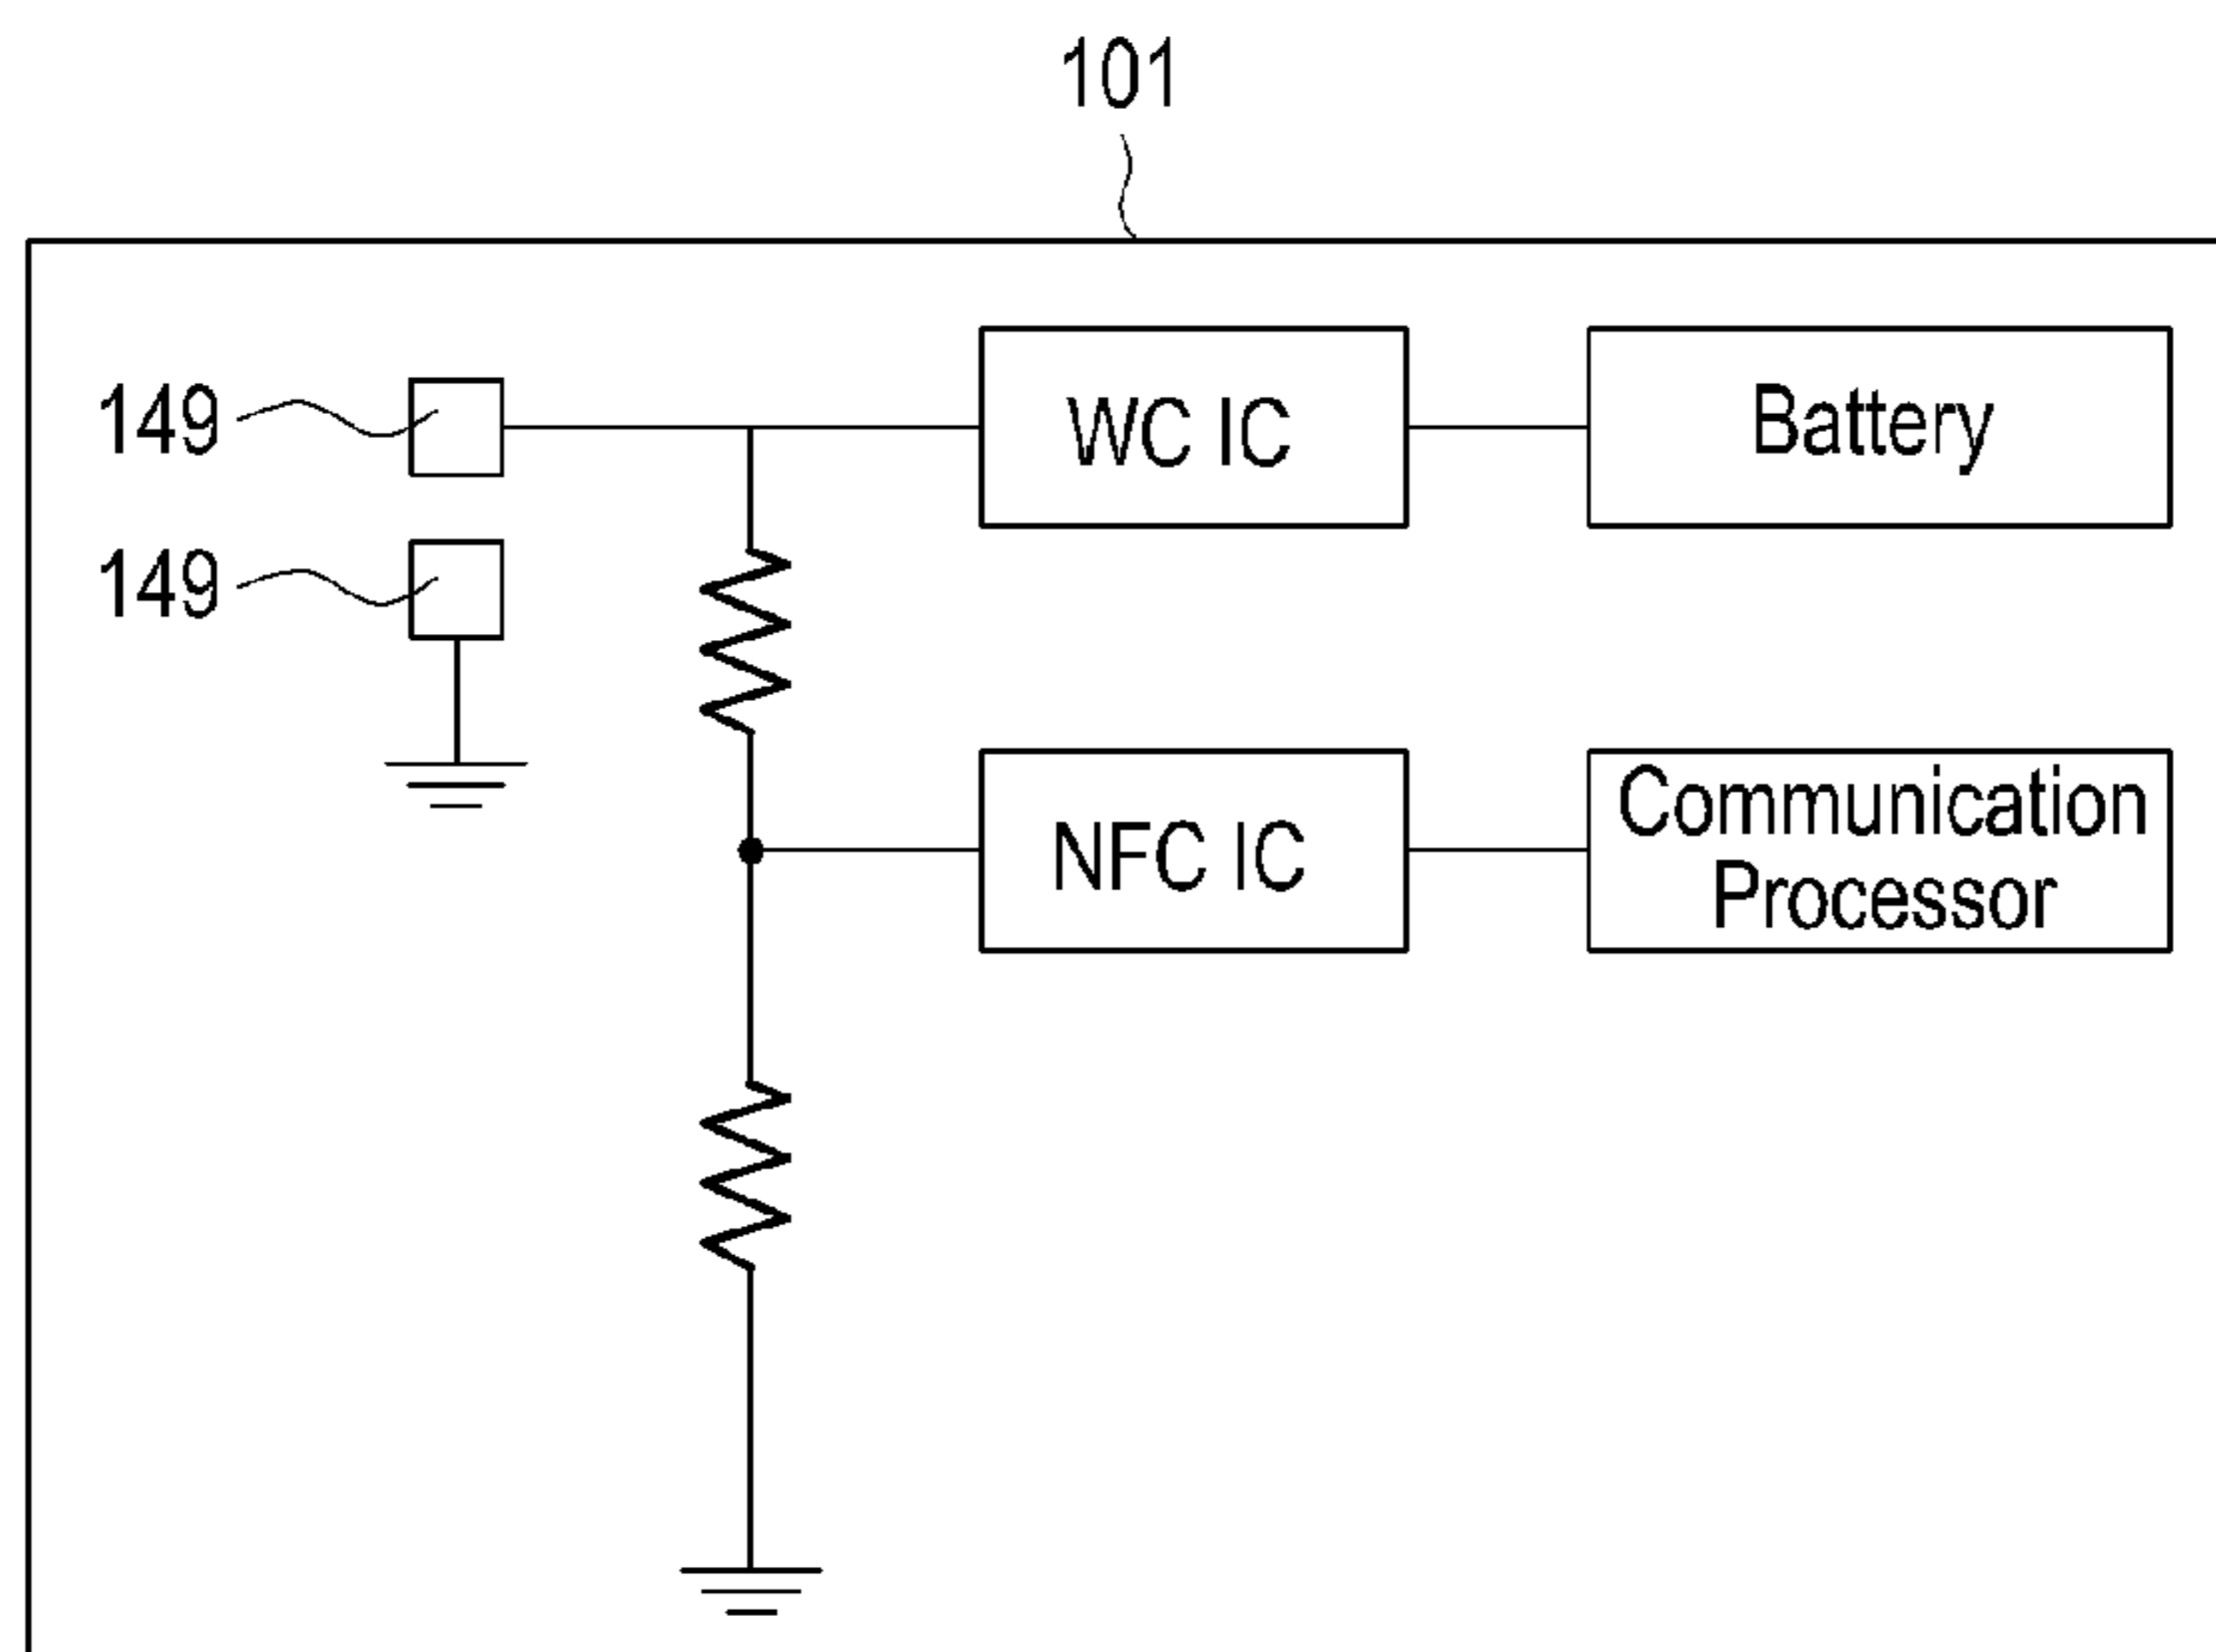 101
149
WC IC
Battery
149
NFC IC
Communication
Processor